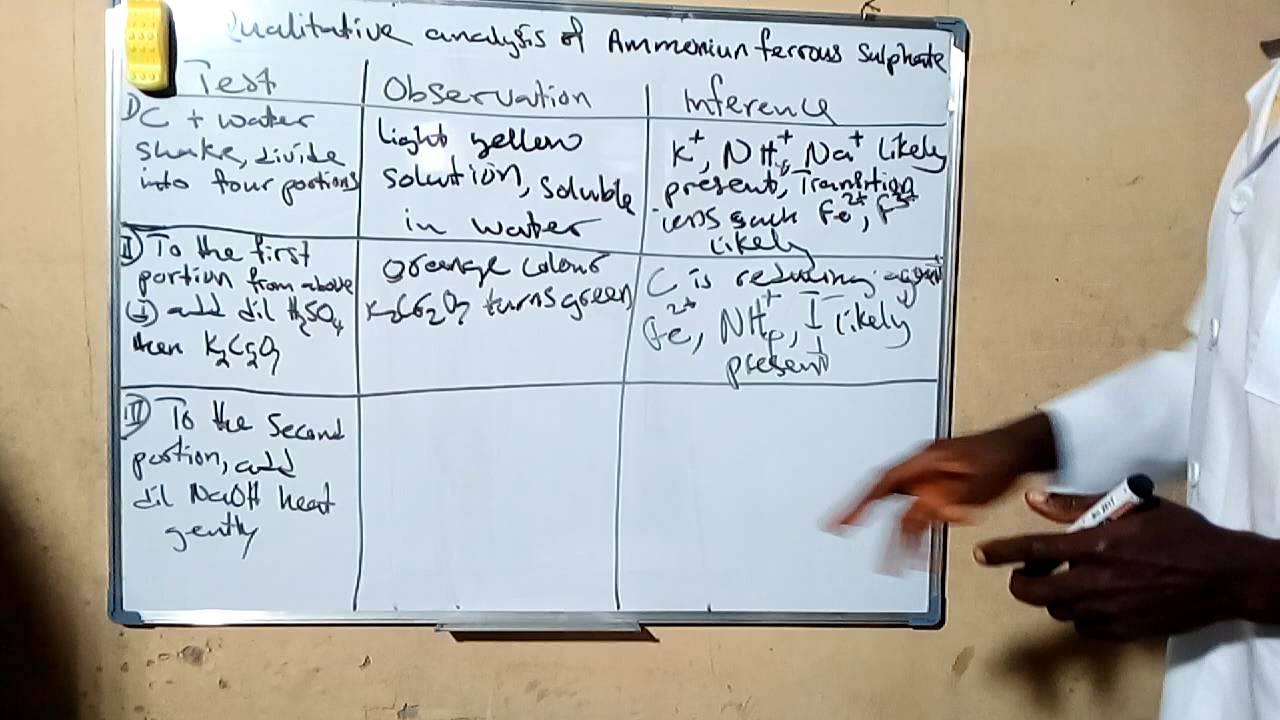 Qualitative analysis of Ammoniun ferrous Sulphate
Test
Observation
Inference
I) C + water
shake, divide
into four portions
light yellow
solution, soluble
in water
K⁺, NH₄⁺, Na⁺ likely
present, Transition
ions such Fe²⁺, F³⁺
likely
II) To the first
portion from above
(I) add dil H₂SO₄
then K₂Cr₂O₇
orange colour
K₂Cr₂O₇ turns green
C is reducing agent
Fe²⁺, NH₄⁺, I⁻ likely
present
III) To the Second
portion, add
dil NaOH heat
gently